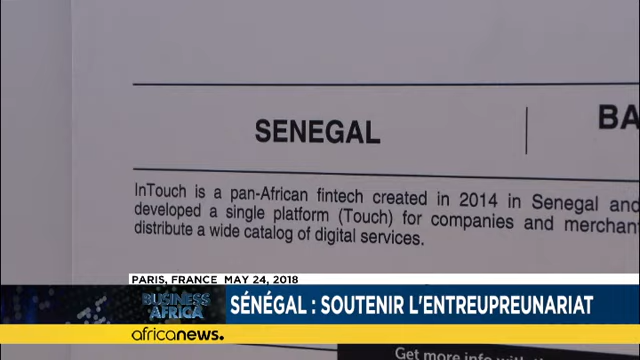 SENEGAL
BA
InTouch is a pan-African fintech created in 2014 in Senegal and
developed a single platform (Touch) for companies and merchan
distribute a wide catalog of digital services.
PARIS, FRANCE MAY 24, 2018
BUSINESS
AFRICA
SÉNÉGAL : SOUTENIR L'ENTREUPREUNARIAT
africanews.
Get more info with